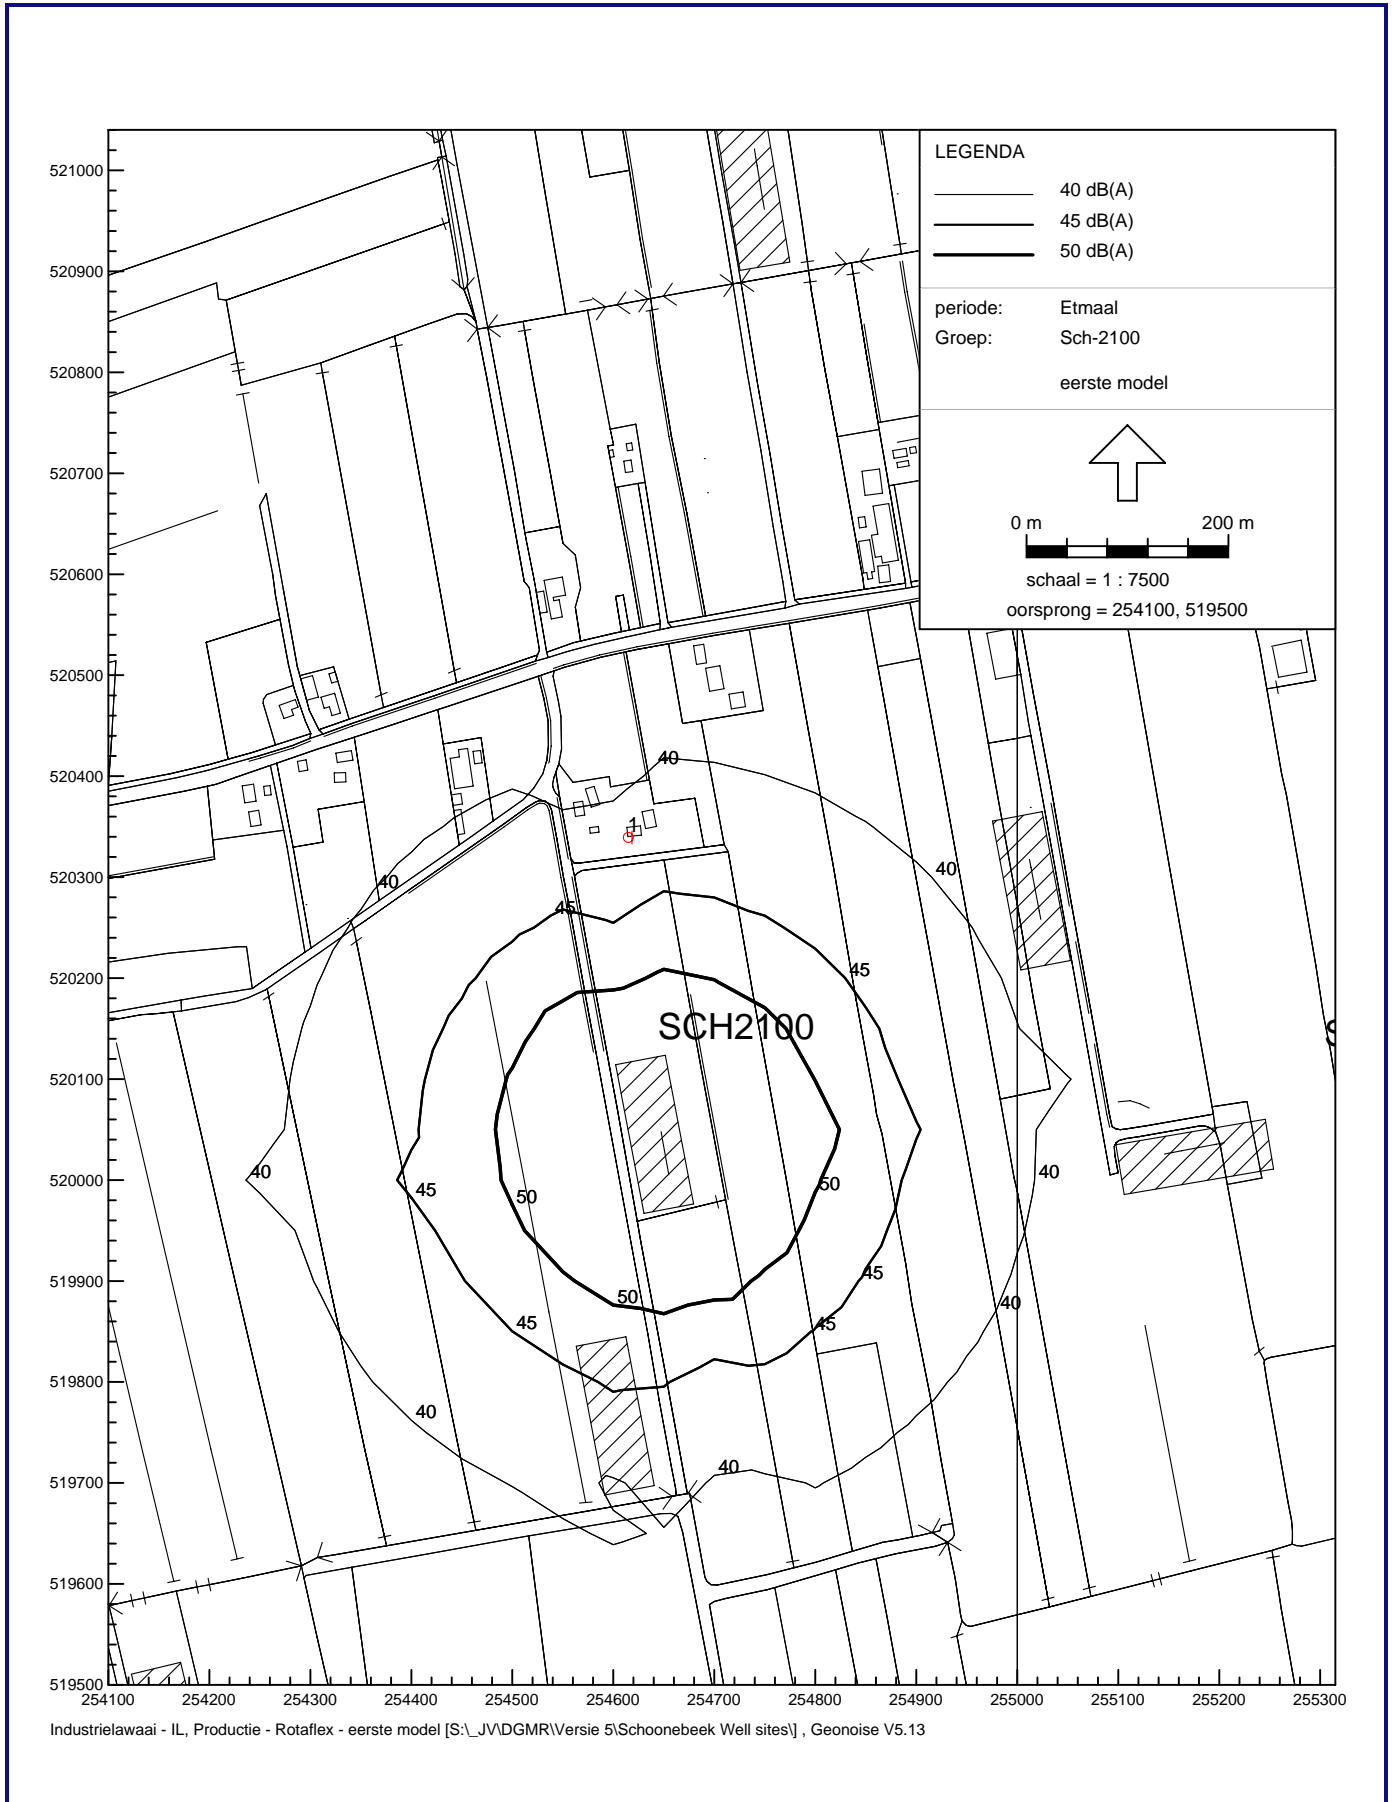 LEGENDA
40 dB(A)
45 dB(A)
50 dB(A)
periode: Etmaal
Groep: Sch-2100
eerste model
0 m 200 m
schaal = 1 : 7500
oorsprong = 254100, 519500
521000
520900
520800
520700
520600
520500
520400
520300
520200
520100
520000
519900
519800
519700
519600
519500
40
1
40
40
45
45
SCH2100
40
45
50
50
40
45
40
50
45
45
40
40
254100 254200 254300 254400 254500 254600 254700 254800 254900 255000 255100 255200 255300
Industrielawaai - IL, Productie - Rotaflex - eerste model [S:\_JV\DGMR\Versie 5\Schoonebeek Well sites\] , Geonoise V5.13